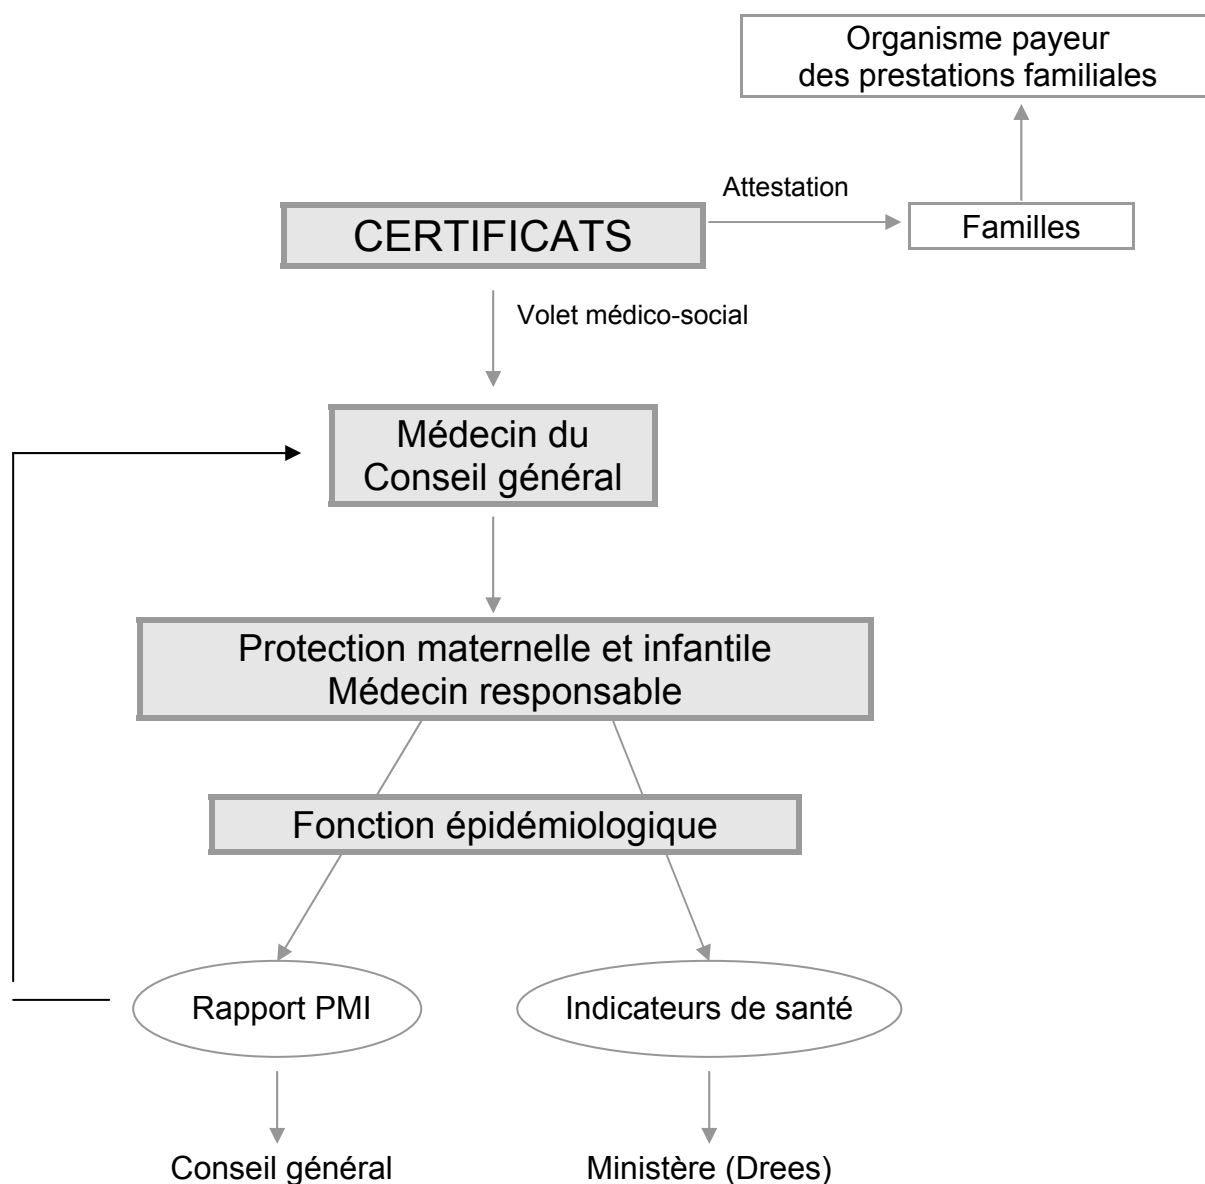 Organisme payeur
des prestations familiales
Attestation
CERTIFICATS
Familles
Volet médico-social
Médecin du
Conseil général
Protection maternelle et infantile
Médecin responsable
Fonction épidémiologique
Rapport PMI
Indicateurs de santé
Conseil général
Ministère (Drees)